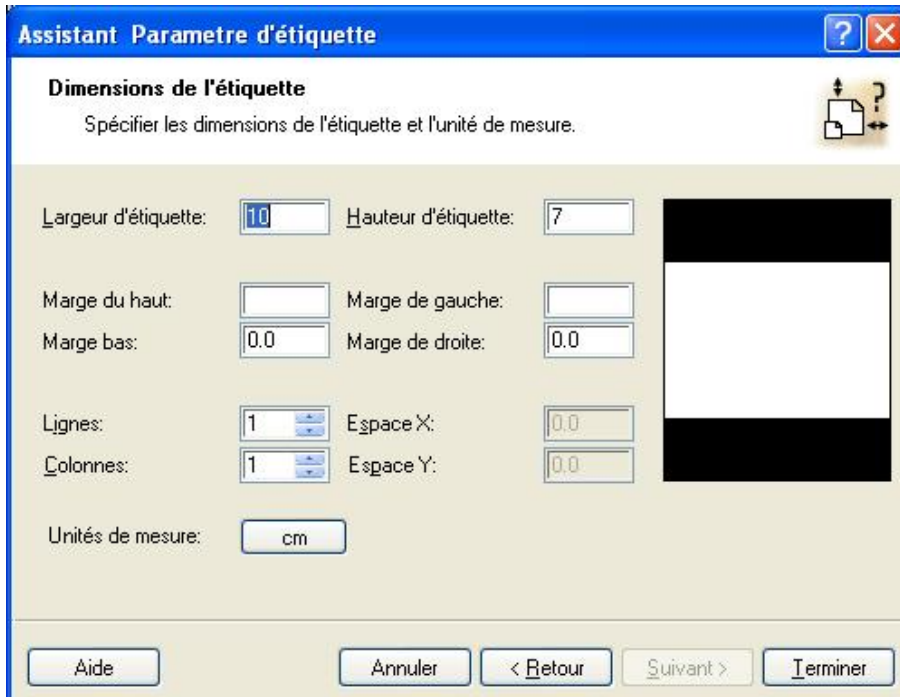 Assistant Parametre d'étiquette
Dimensions de l'étiquette
Spécifier les dimensions de l'étiquette et l'unité de mesure.
Largeur d'étiquette: 10 Hauteur d'étiquette: 7
Marge du haut: Marge de gauche:
Marge bas: 0.0 Marge de droite: 0.0
Lignes: 1 Espace X: 0.0
Colonnes: 1 Espace Y: 0.0
Unités de mesure: cm
Aide Annuler < Retour Suivant > Terminer